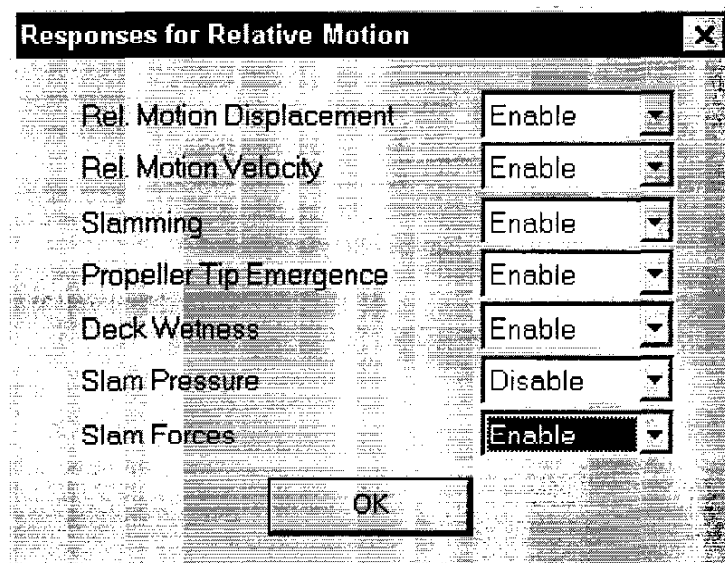 Responses for Relative Motion
Rel. Motion Displacement Enable
Rel. Motion Velocity Enable
Slamming Enable
Propeller Tip Emergence Enable
Deck Wetness Enable
Slam Pressure Disable
Slam Forces Enable
OK